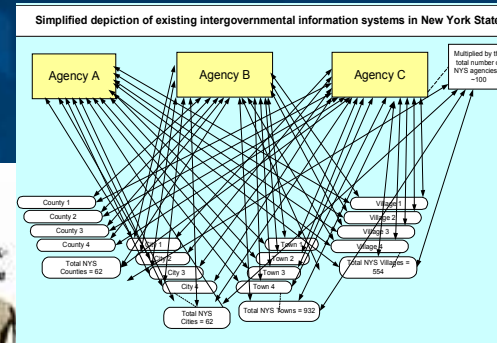 Simplified depiction of existing intergovernmental information systems in New York State
Agency A
Agency B
Agency C
Multiplied by the
total number of
NYS agencies
~100
County 1
County 2
County 3
County 4
Total NYS
Counties = 62
City 1
City 2
City 3
City 4
Total NYS
Cities = 62
Town 1
Town 2
Town 3
Town 4
Total NYS Towns = 932
Village 1
Village 2
Village 3
Village 4
Total NYS Villages =
554